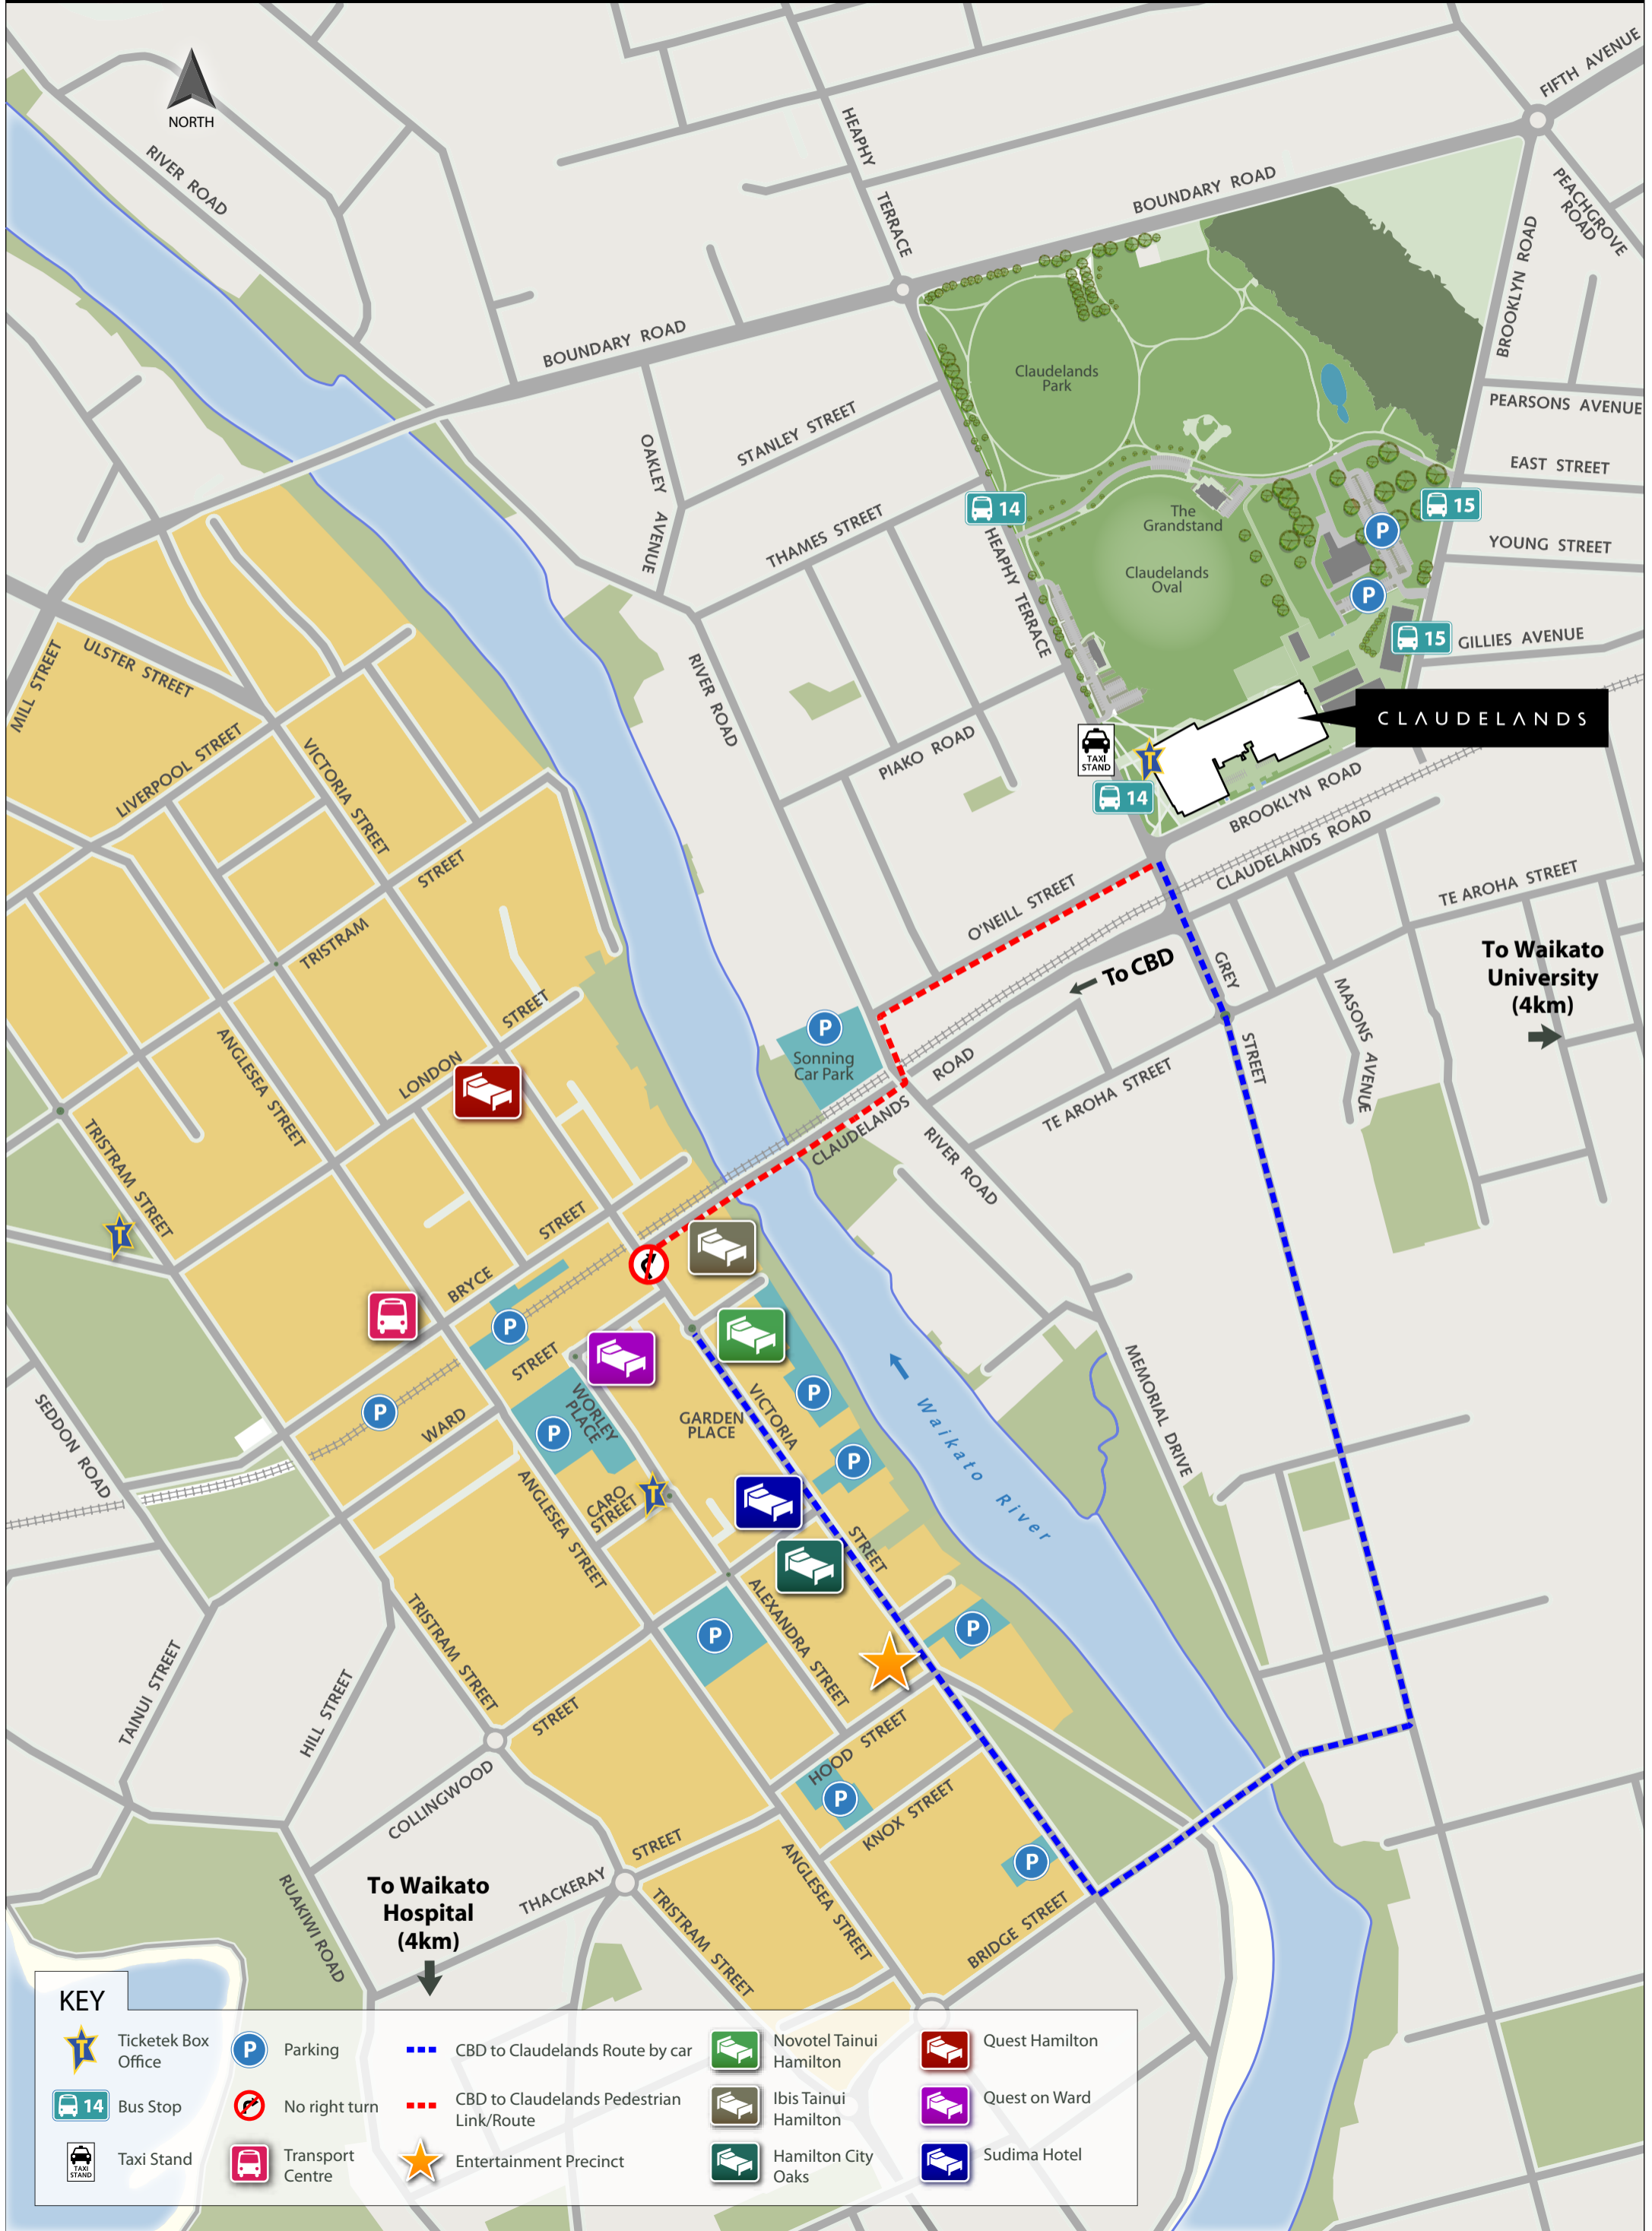 NORTH
RIVER ROAD
HEAPHY
TERRACE
FIFTH AVENUE
BOUNDARY ROAD
PEACHGROVE
ROAD
BROOKLYN ROAD
BOUNDARY ROAD
Claudelands
Park
PEARSONS AVENUE
STANLEY STREET
OAKLEY AVENUE
EAST STREET
14
15
The
Grandstand
P
THAMES STREET
HEAPHY TERRACE
YOUNG STREET
Claudelands
Oval
P
15
GILLIES AVENUE
MILL STREET
ULSTER STREET
RIVER ROAD
CLAUDELANDS
LIVERPOOL STREET
VICTORIA STREET
PIAKO ROAD
TAXI
STAND
T
14
BROOKLYN ROAD
CLAUDELANDS ROAD
TE AROHA STREET
STREET
TRISTRAM
O'NEILL STREET
To CBD
GREY
STREET
MASONS AVENUE
To Waikato
University
(4km)
STREET
LONDON
ANGLESEA STREET
P
Sonning
Car Park
ROAD
CLAUDELANDS
TE AROHA STREET
RIVER ROAD
TRISTRAM STREET
T
STREET
BRYCE
P
STREET
WORLEY
PLACE
P
P
WARD
GARDEN
PLACE
VICTORIA
STREET
P
P
MEMORIAL DRIVE
Waikato River
SEDDON ROAD
ANGLESEA STREET
CARO
STREET
T
TRISTRAM STREET
P
ALEXANDRA STREET
P
TAINUI STREET
HILL STREET
STREET
COLLINGWOOD
HOOD STREET
P
KNOX STREET
P
STREET
THACKERAY
ANGLESEA STREET
BRIDGE STREET
RUAKIWI ROAD
To Waikato
Hospital
(4km)
TRISTRAM STREET
KEY
T
Ticketek Box
Office
P
Parking
CBD to Claudelands Route by car
Novotel Tainui
Hamilton
Quest Hamilton
14
Bus Stop
No right turn
CBD to Claudelands Pedestrian
Link/Route
Ibis Tainui
Hamilton
Quest on Ward
TAXI
STAND
Taxi Stand
Transport
Centre
Entertainment Precinct
Hamilton City
Oaks
Sudima Hotel